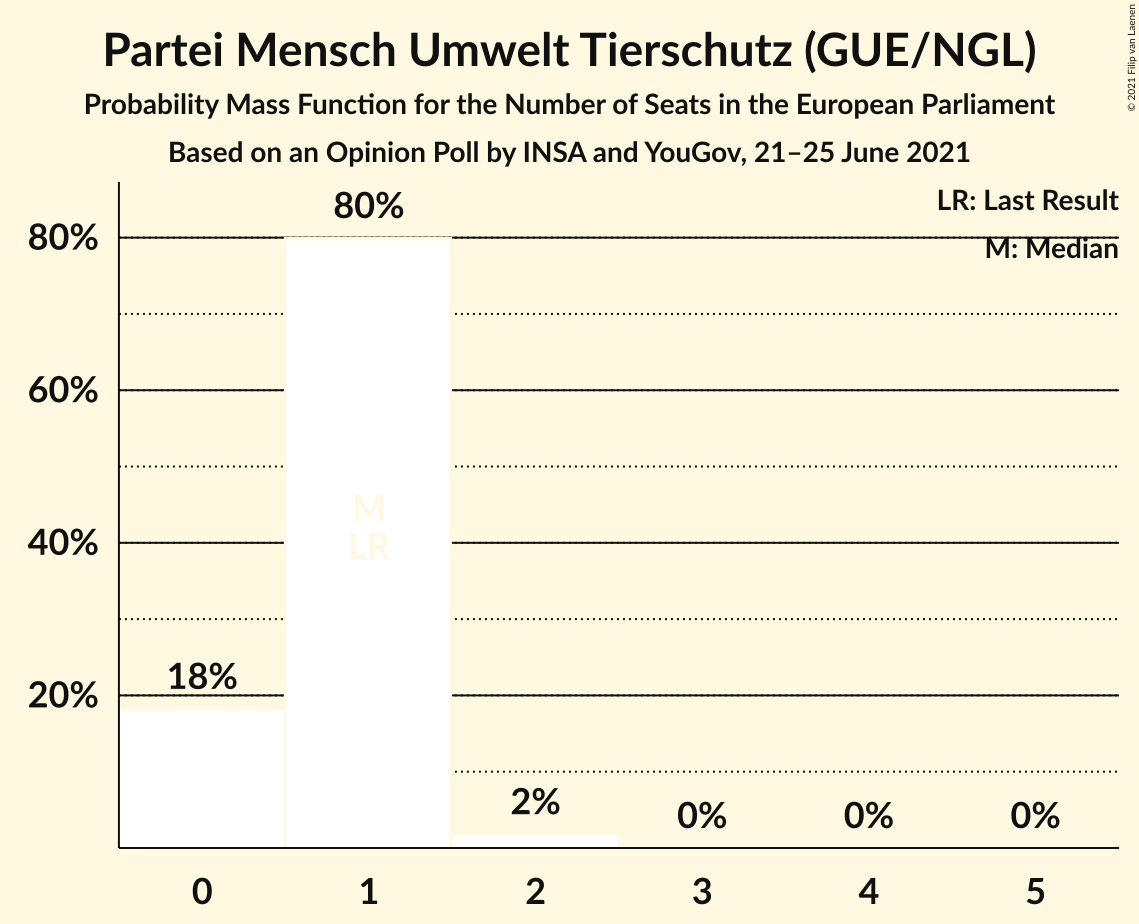 Partei Mensch Umwelt Tierschutz (GUE/NGL)
Probability Mass Function for the Number of Seats in the European Parliament
Based on an Opinion Poll by INSA and YouGov, 21–25 June 2021
© 2021 Filip van Laenen
LR: Last Result
M: Median
80%
80%
60%
40%
20%
M
LR
18%
2%
0%
0%
0%
0 1 2 3 4 5